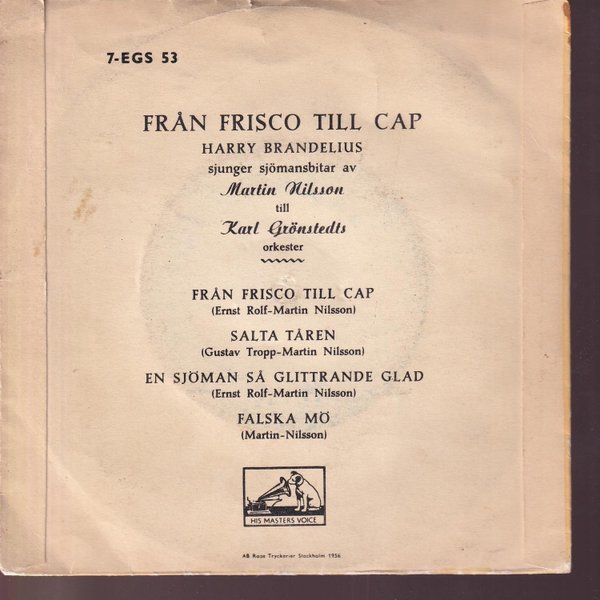 7-EGS 53
FRÅN FRISCO TILL CAP
HARRY BRANDELIUS
sjunger sjömansbitar av
Martin Nilsson
till
Karl Grönstedts
orkester
FRÅN FRISCO TILL CAP
(Ernst Rolf-Martin Nilsson)
SALTA TÅREN
(Gustav Tropp-Martin Nilsson)
EN SJÖMAN SÅ GLITTRANDE GLAD
(Ernst Rolf-Martin Nilsson)
FALSKA MÖ
(Martin-Nilsson)
HIS MASTERS VOICE
AB Rose Tryckerier Stockholm 1956